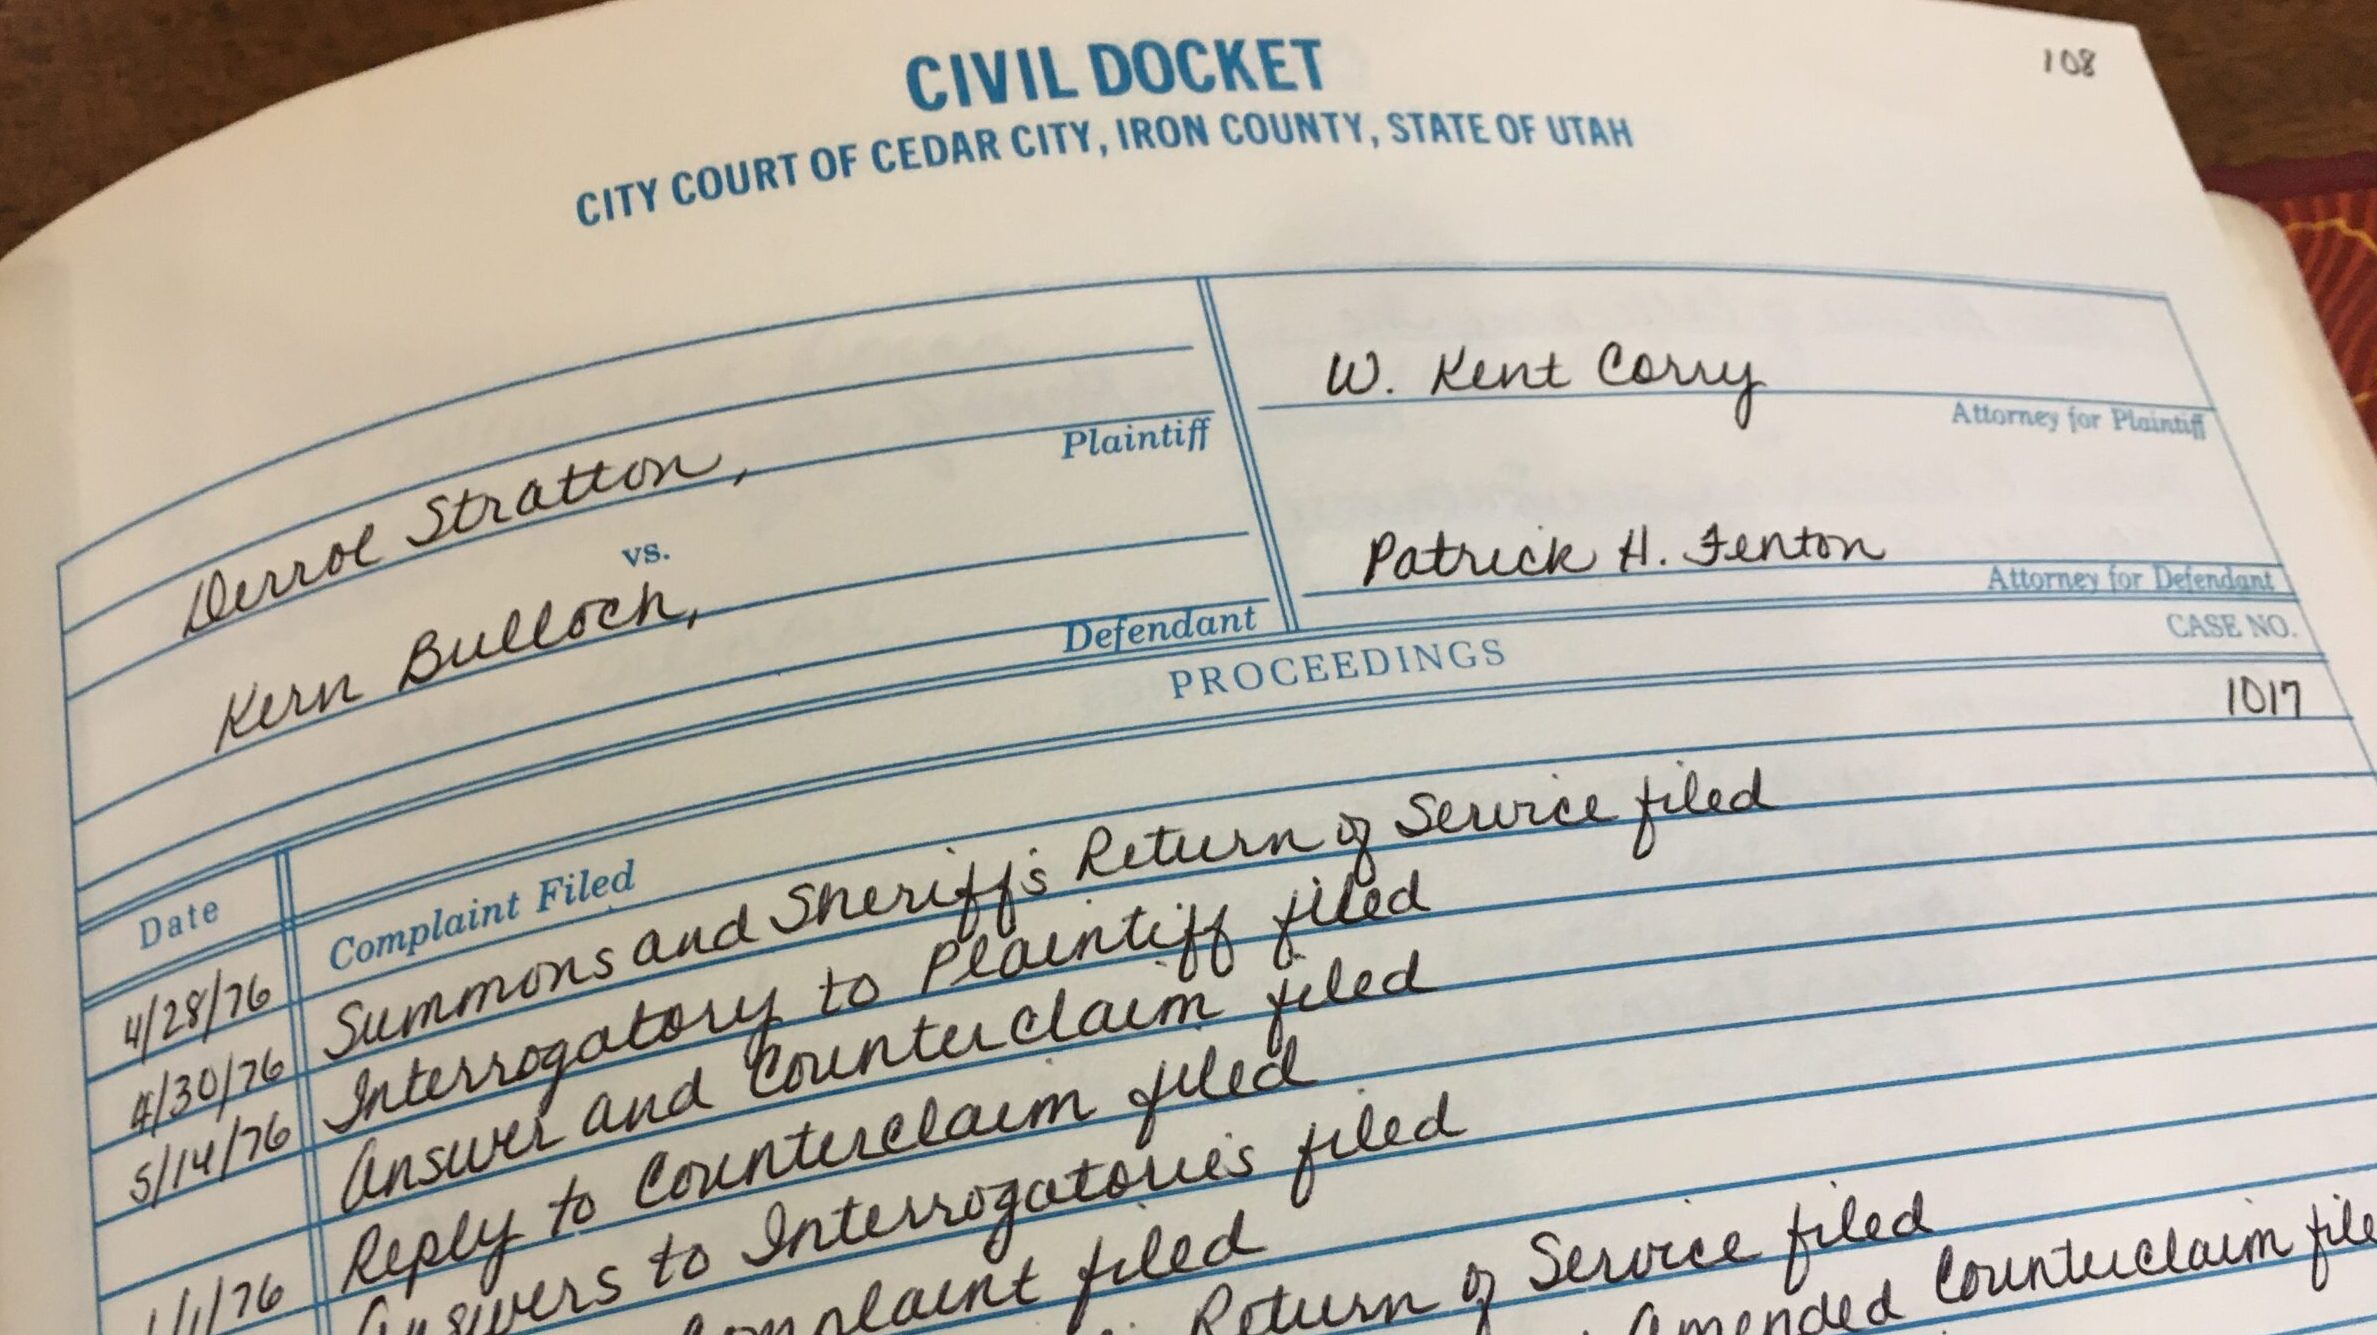 108
CIVIL DOCKET
CITY COURT OF CEDAR CITY, IRON COUNTY, STATE OF UTAH
W. Kent Corry
Attorney for Plaintiff
Derrol Stratton,
Plaintiff
vs.
Patrick H. Fenton
Attorney for Defendant
Kern Bulloch,
Defendant
PROCEEDINGS
CASE NO.
1017
Date
Complaint Filed
4/28/76 Summons and Sheriff's Return of Service filed
4/30/76 Interrogatory to Plaintiff filed
5/14/76 Answer and Counterclaim filed
Reply to Counterclaim filed
/76 Answers to Interrogatories filed
Complaint filed
Return of Service filed
Amended Counterclaim file